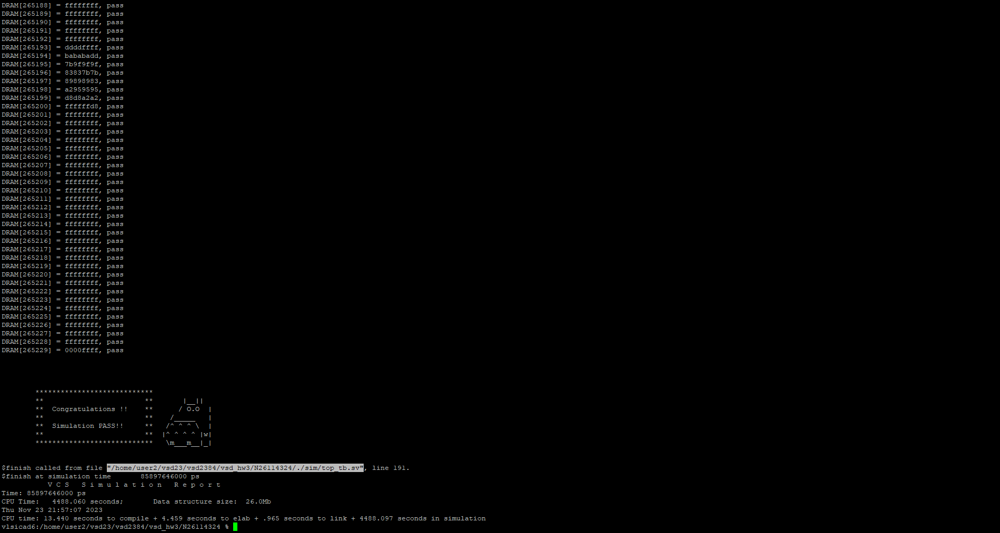 DRAM[265188] = ffffffff, pass
DRAM[265189] = ffffffff, pass
DRAM[265190] = ffffffff, pass
DRAM[265191] = ffffffff, pass
DRAM[265192] = ffffffff, pass
DRAM[265193] = ddddffff, pass
DRAM[265194] = bababadd, pass
DRAM[265195] = 7b9f9f9f, pass
DRAM[265196] = 83837b7b, pass
DRAM[265197] = 89898983, pass
DRAM[265198] = a2959595, pass
DRAM[265199] = d8d8a2a2, pass
DRAM[265200] = ffffffd8, pass
DRAM[265201] = ffffffff, pass
DRAM[265202] = ffffffff, pass
DRAM[265203] = ffffffff, pass
DRAM[265204] = ffffffff, pass
DRAM[265205] = ffffffff, pass
DRAM[265206] = ffffffff, pass
DRAM[265207] = ffffffff, pass
DRAM[265208] = ffffffff, pass
DRAM[265209] = ffffffff, pass
DRAM[265210] = ffffffff, pass
DRAM[265211] = ffffffff, pass
DRAM[265212] = ffffffff, pass
DRAM[265213] = ffffffff, pass
DRAM[265214] = ffffffff, pass
DRAM[265215] = ffffffff, pass
DRAM[265216] = ffffffff, pass
DRAM[265217] = ffffffff, pass
DRAM[265218] = ffffffff, pass
DRAM[265219] = ffffffff, pass
DRAM[265220] = ffffffff, pass
DRAM[265221] = ffffffff, pass
DRAM[265222] = ffffffff, pass
DRAM[265223] = ffffffff, pass
DRAM[265224] = ffffffff, pass
DRAM[265225] = ffffffff, pass
DRAM[265226] = ffffffff, pass
DRAM[265227] = ffffffff, pass
DRAM[265228] = ffffffff, pass
DRAM[265229] = 0000ffff, pass
****************************
**                        **       |__||
**  Congratulations !!    **      / O.O  |
**                        **    /_____   |
**  Simulation PASS!!     **   /^ ^ ^ \  |
**                        **  |^ ^ ^ ^ |w|
****************************   \m___m__|_|
$finish called from file "/home/user2/vsd23/vsd2384/vsd_hw3/N26114324/./sim/top_tb.sv", line 191.
$finish at simulation time       85897646000 ps
V C S   S i m u l a t i o n   R e p o r t
Time: 85897646000 ps
CPU Time:   4488.060 seconds;       Data structure size:  26.0Mb
Thu Nov 23 21:57:07 2023
CPU time: 13.440 seconds to compile + 4.459 seconds to elab + .965 seconds to link + 4488.097 seconds in simulation
vlsicad6:/home/user2/vsd23/vsd2384/vsd_hw3/N26114324 %